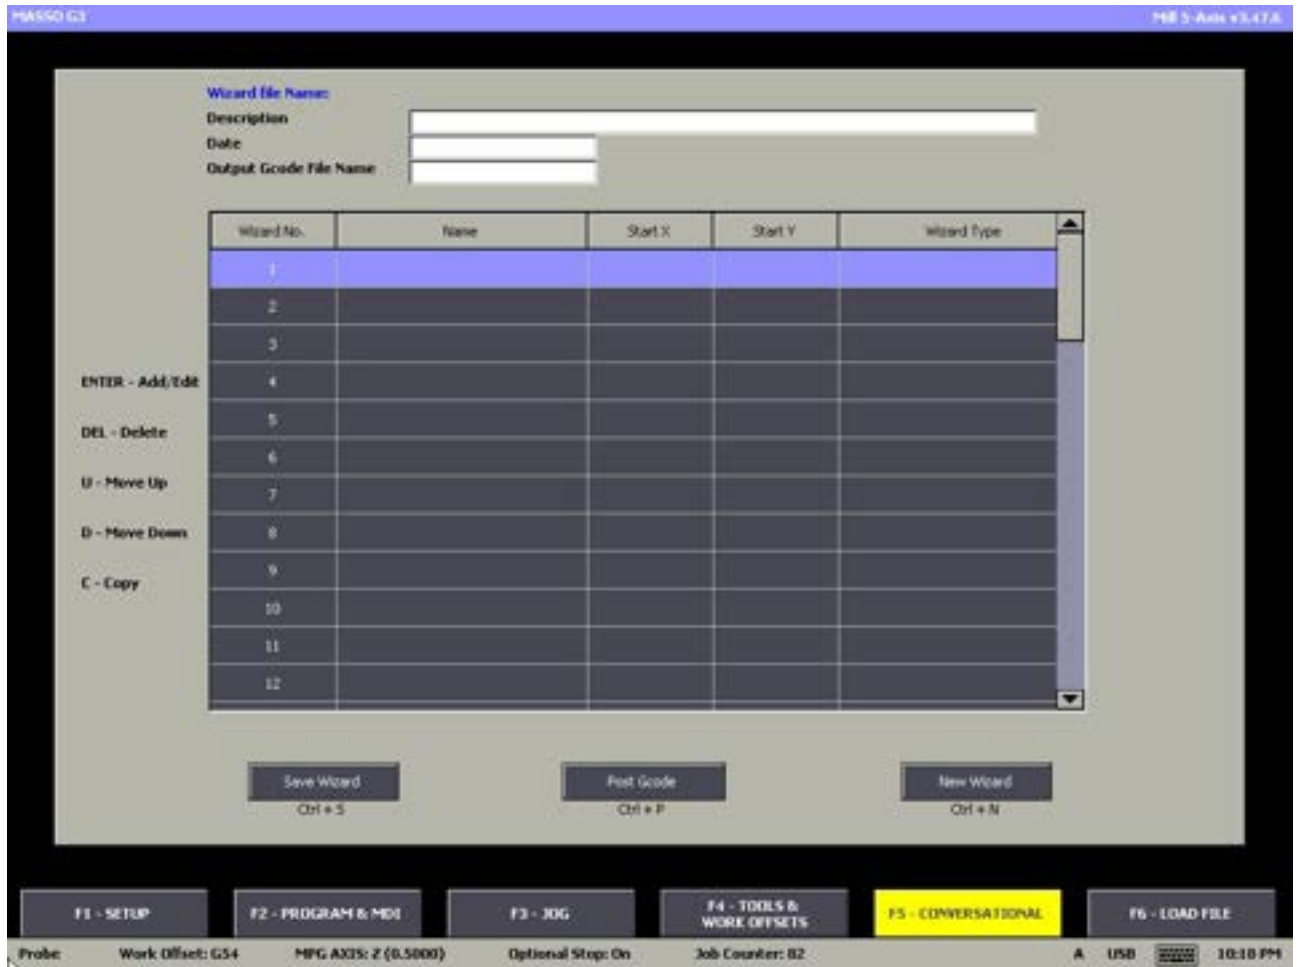 MASSO G3 Mill 5-Axis v3.47.6
Wizard file Name:
Description
Date
Output Gcode File Name
Wizard No. Name Start X Start Y Wizard Type
1
2
3
ENTER - Add/Edit 4
5
DEL - Delete
6
U - Move Up 7
D - Move Down 8
9
C - Copy
10
11
12
Save Wizard Post Gcode New Wizard
Ctrl + S Ctrl + P Ctrl + N
F1 - SETUP F2 - PROGRAM & MDI F3 - JOG F4 - TOOLS & WORK OFFSETS F5 - CONVERSATIONAL F6 - LOAD FILE
Probe Work Offset: G54 MPG AXIS: Z (0.5000) Optional Stop: On Job Counter: 82 A USB 10:18 PM